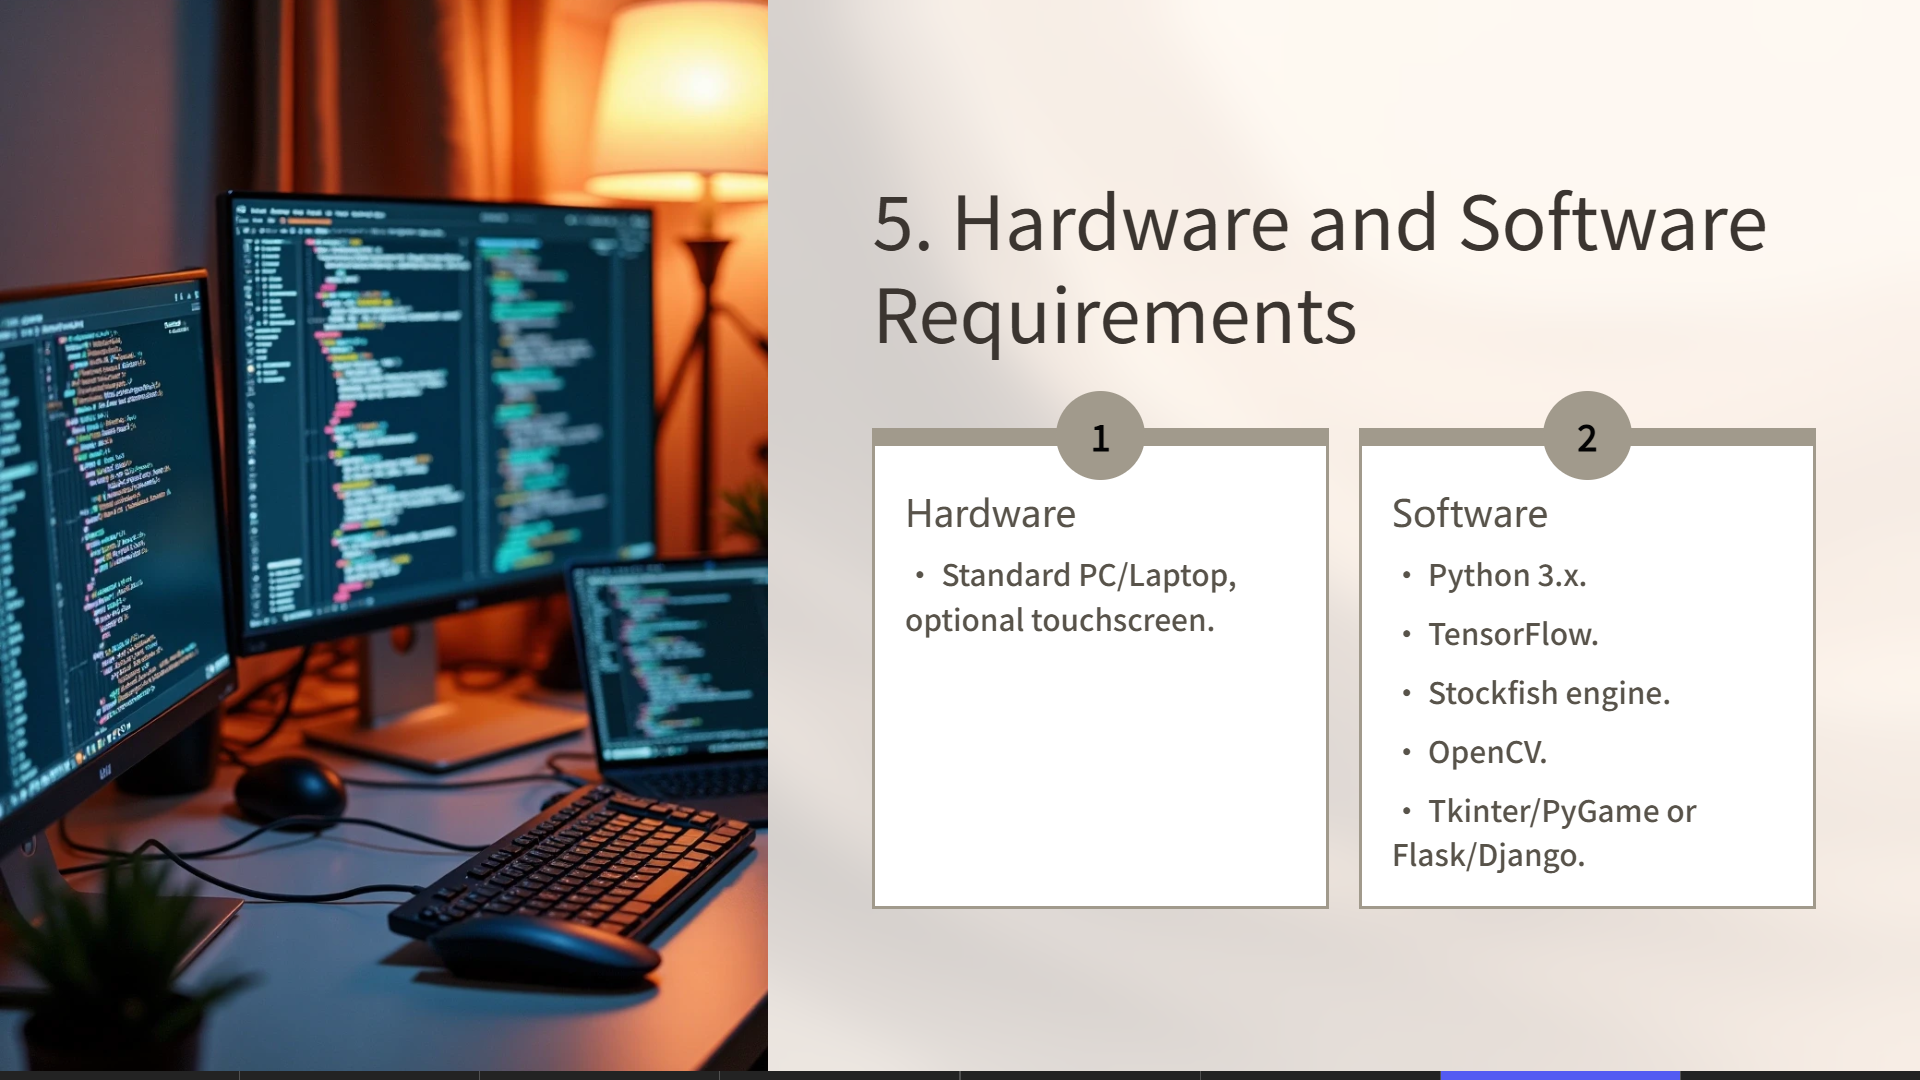 5. Hardware and Software
Requirements
1
Hardware
• Standard PC/Laptop,
optional touchscreen.
2
Software
• Python 3.x.
• TensorFlow.
• Stockfish engine.
• OpenCV.
• Tkinter/PyGame or
Flask/Django.